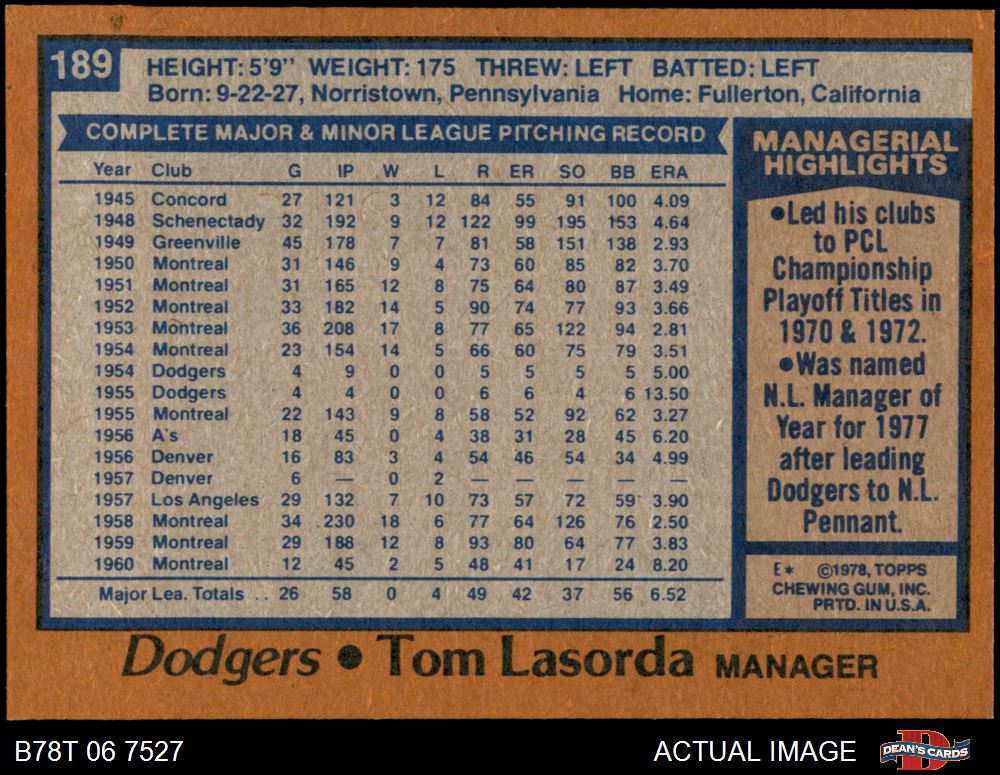 189
HEIGHT: 5'9" WEIGHT: 175 THREW: LEFT BATTED: LEFT
Born: 9-22-27, Norristown, Pennsylvania Home: Fullerton, California
COMPLETE MAJOR & MINOR LEAGUE PITCHING RECORD
Year Club G IP W L R ER SO BB ERA
1945 Concord 27 121 3 12 84 55 91 100 4.09
1948 Schenectady 32 192 9 12 122 99 195 153 4.64
1949 Greenville 45 178 7 7 81 58 151 138 2.93
1950 Montreal 31 146 9 4 73 60 85 82 3.70
1951 Montreal 31 165 12 8 75 64 80 87 3.49
1952 Montreal 33 182 14 5 90 74 77 93 3.66
1953 Montreal 36 208 17 8 77 65 122 94 2.81
1954 Montreal 23 154 14 5 66 60 75 79 3.51
1954 Dodgers 4 9 0 0 5 5 5 5 5.00
1955 Dodgers 4 4 0 0 6 6 4 6 13.50
1955 Montreal 22 143 9 8 58 52 92 62 3.27
1956 A's 18 45 0 4 38 31 28 45 6.20
1956 Denver 16 83 3 4 54 46 54 34 4.99
1957 Denver 6 — 0 2 — — — — —
1957 Los Angeles 29 132 7 10 73 57 72 59 3.90
1958 Montreal 34 230 18 6 77 64 126 76 2.50
1959 Montreal 29 188 12 8 93 80 64 77 3.83
1960 Montreal 12 45 2 5 48 41 17 24 8.20
Major Lea. Totals .. 26 58 0 4 49 42 37 56 6.52
MANAGERIAL
HIGHLIGHTS
•Led his clubs
to PCL
Championship
Playoff Titles in
1970 & 1972.
•Was named
N.L. Manager of
Year for 1977
after leading
Dodgers to N.L.
Pennant.
E* ©1978, TOPPS
CHEWING GUM, INC.
PRTD. IN U.S.A.
Dodgers • Tom Lasorda MANAGER
B78T 06 7527 ACTUAL IMAGE DEAN'S CARDS